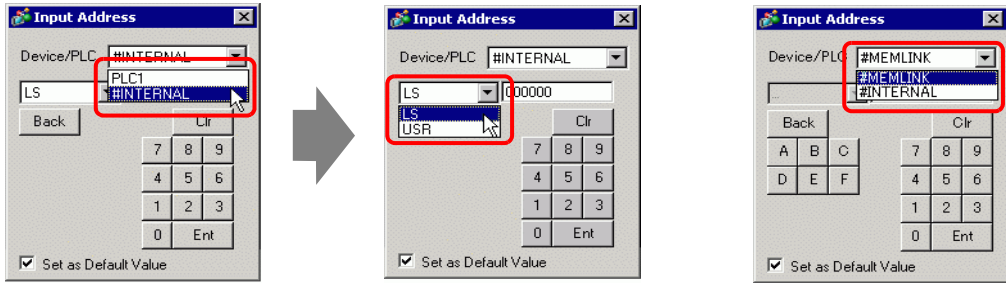 Input Address
Device/PLC #INTERNAL
PLC1
LS #INTERNAL
Back Clr
7 8 9
4 5 6
1 2 3
0 Ent
Set as Default Value
Input Address
Device/PLC #INTERNAL
LS 000000
LS
USR Clr
7 8 9
4 5 6
1 2 3
0 Ent
Set as Default Value
Input Address
Device/PLC #MEMLINK
#MEMLINK
... #INTERNAL
Back Clr
A B C 7 8 9
D E F 4 5 6
1 2 3
0 Ent
Set as Default Value